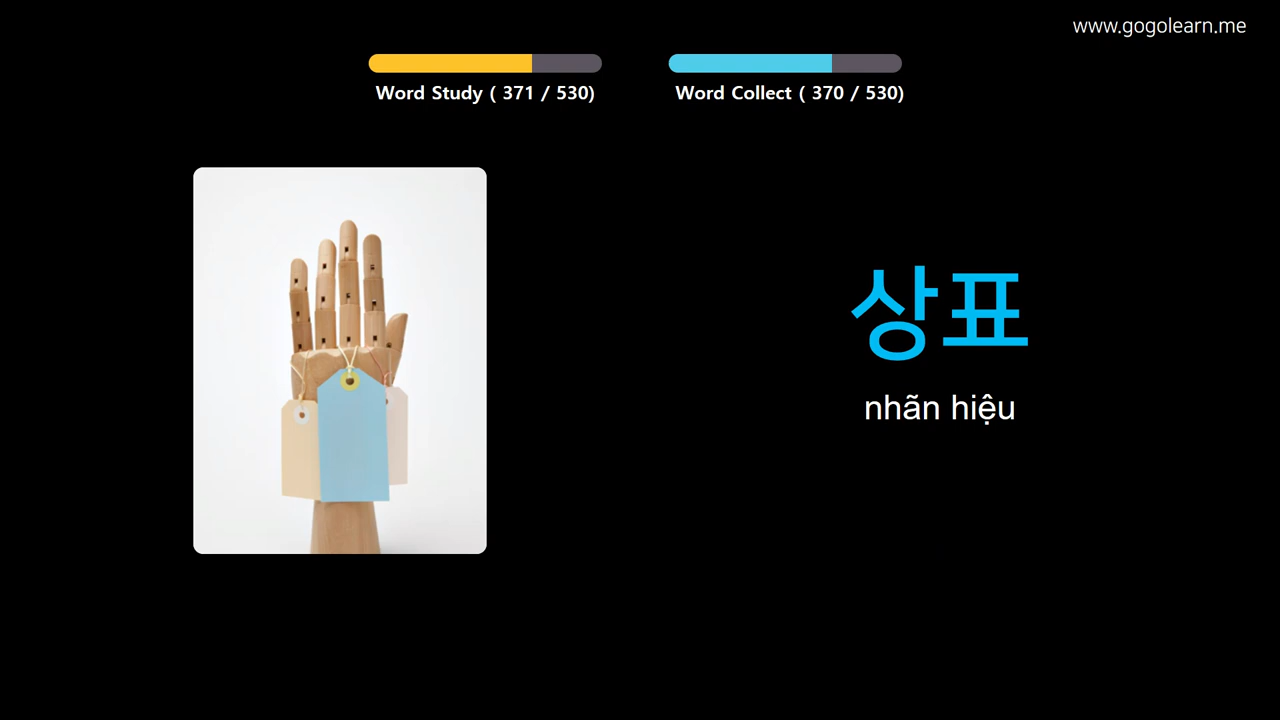 www.gogolearn.me
Word Study ( 371 / 530)
Word Collect ( 370 / 530)
상표
nhãn hiệu